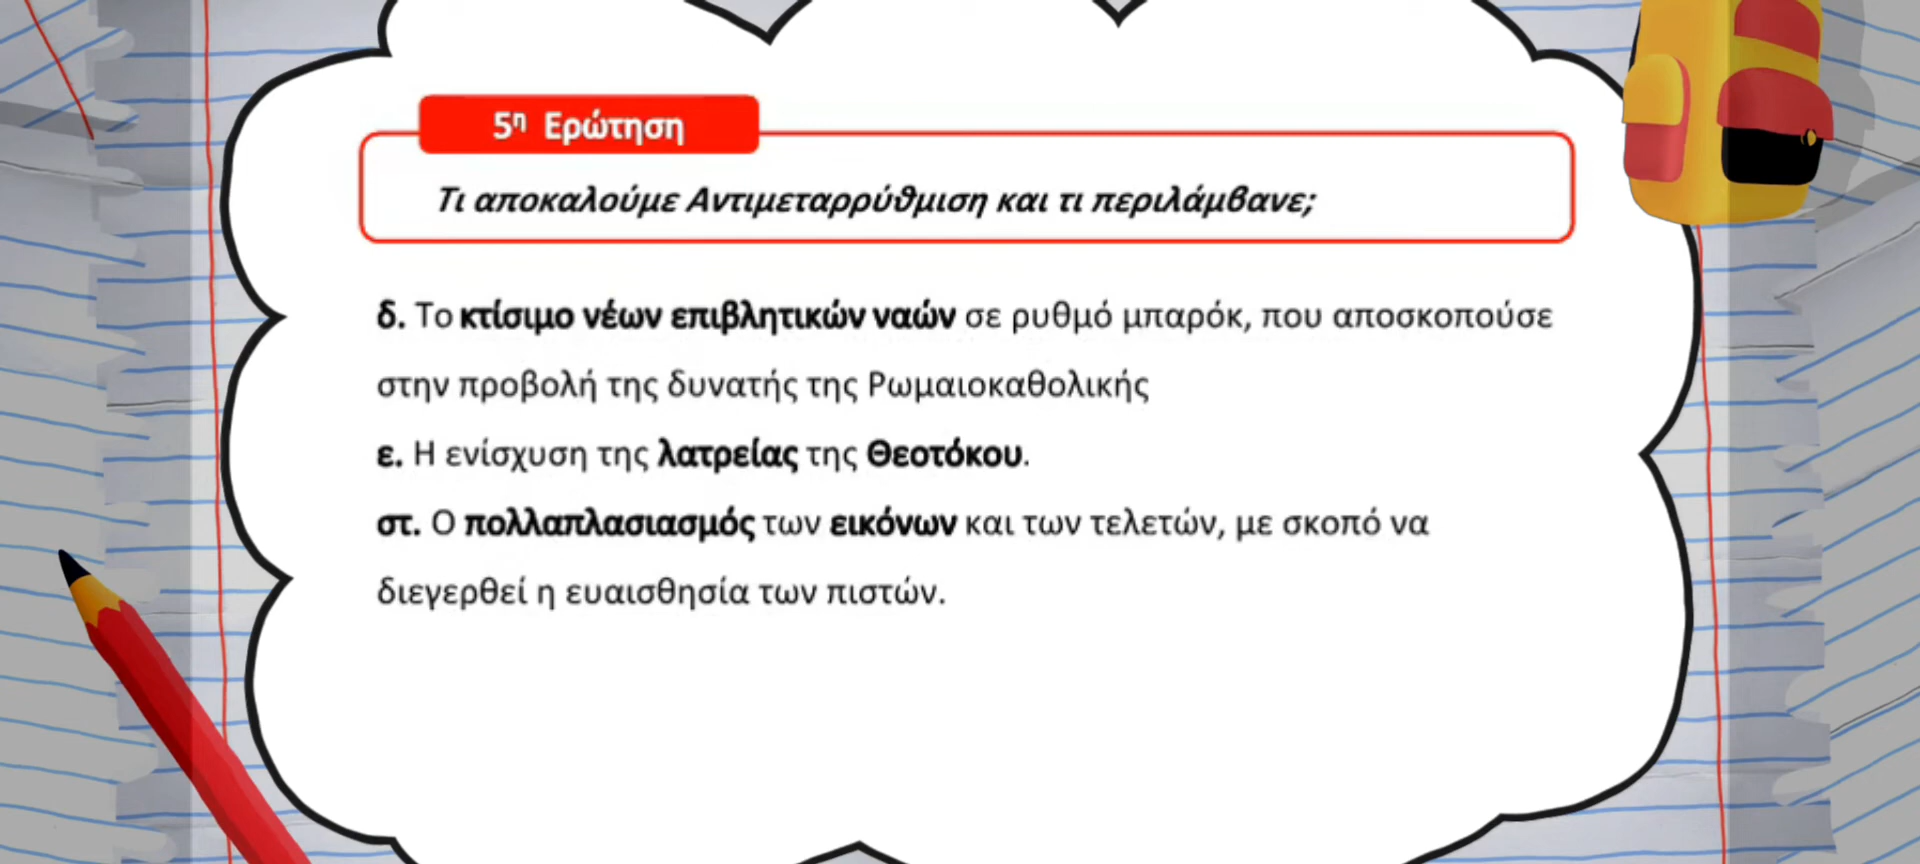 5η Ερώτηση
Τι αποκαλούμε Αντιμεταρρύθμιση και τι περιλάμβανε;
δ. Το κτίσιμο νέων επιβλητικών ναών σε ρυθμό μπαρόκ, που αποσκοπούσε
στην προβολή της δυνατής της Ρωμαιοκαθολικής
ε. Η ενίσχυση της λατρείας της Θεοτόκου.
στ. Ο πολλαπλασιασμός των εικόνων και των τελετών, με σκοπό να
διεγερθεί η ευαισθησία των πιστών.